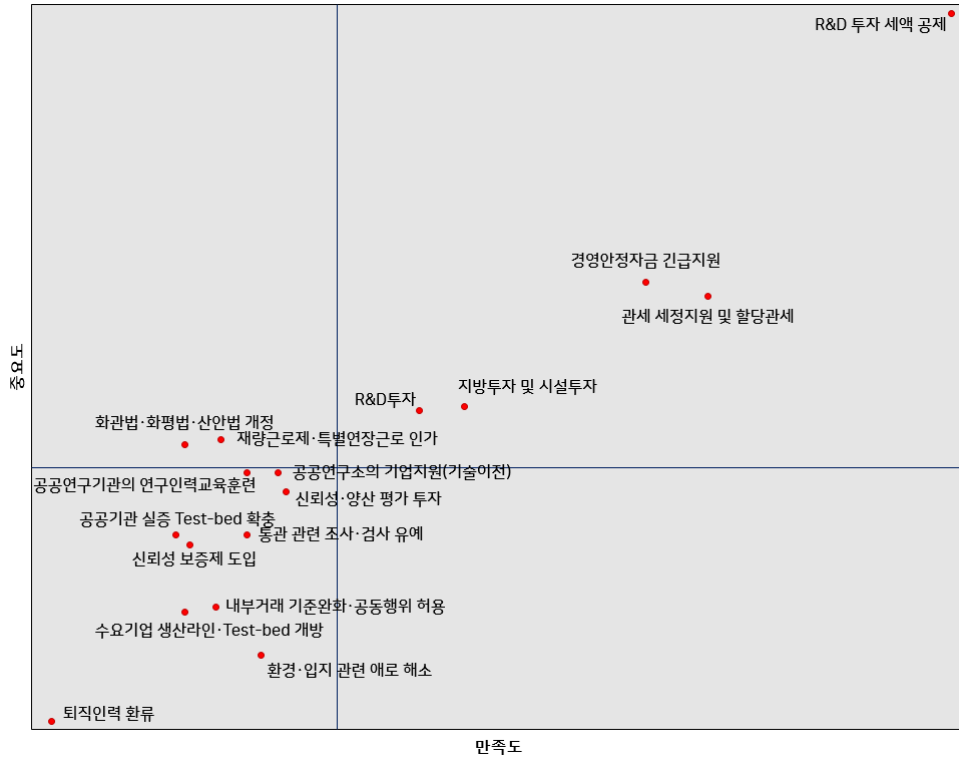 R&D 투자 세액 공제
경영안정자금 긴급지원
관세 세정지원 및 할당관세
중요도
지방투자 및 시설투자
R&D투자
화관법·화평법·산안법 개정
재량근로제·특별연장근로 인가
공공연구소의 기업지원(기술이전)
공공연구기관의 연구인력교육훈련
신뢰성·양산 평가 투자
공공기관 실증 Test-bed 확충
통관 관련 조사·검사 유예
신뢰성 보증제 도입
내부거래 기준완화·공동행위 허용
수요기업 생산라인·Test-bed 개방
환경·입지 관련 애로 해소
퇴직인력 환류
만족도